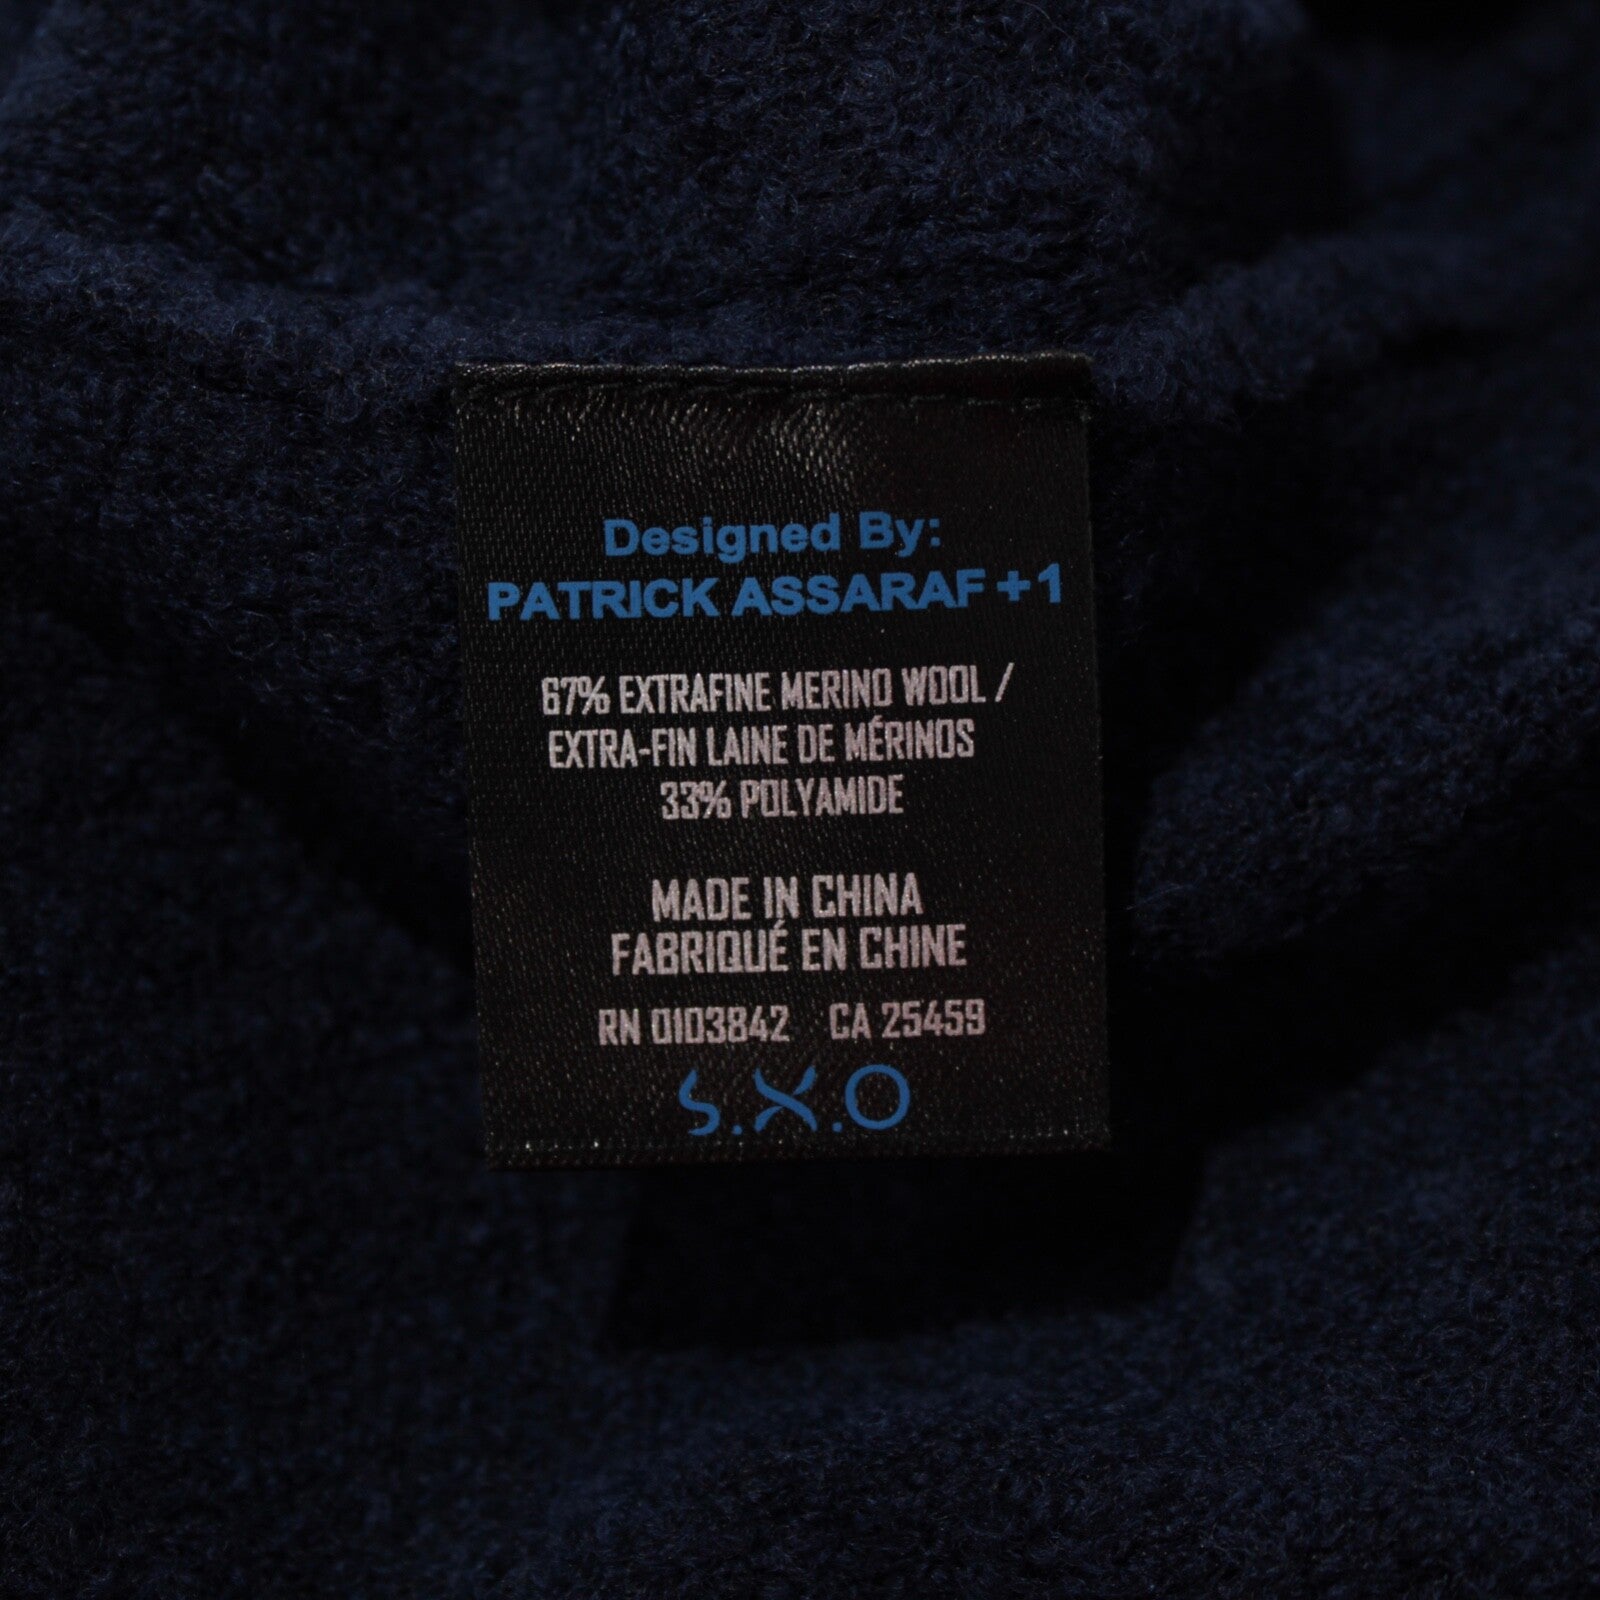 Designed By:
PATRICK ASSARAF +1
67% EXTRAFINE MERINO WOOL /
EXTRA-FIN LAINE DE MÉRINOS
33% POLYAMIDE
MADE IN CHINA
FABRIQUÉ EN CHINE
RN 0103842 CA 25459
S.X.O